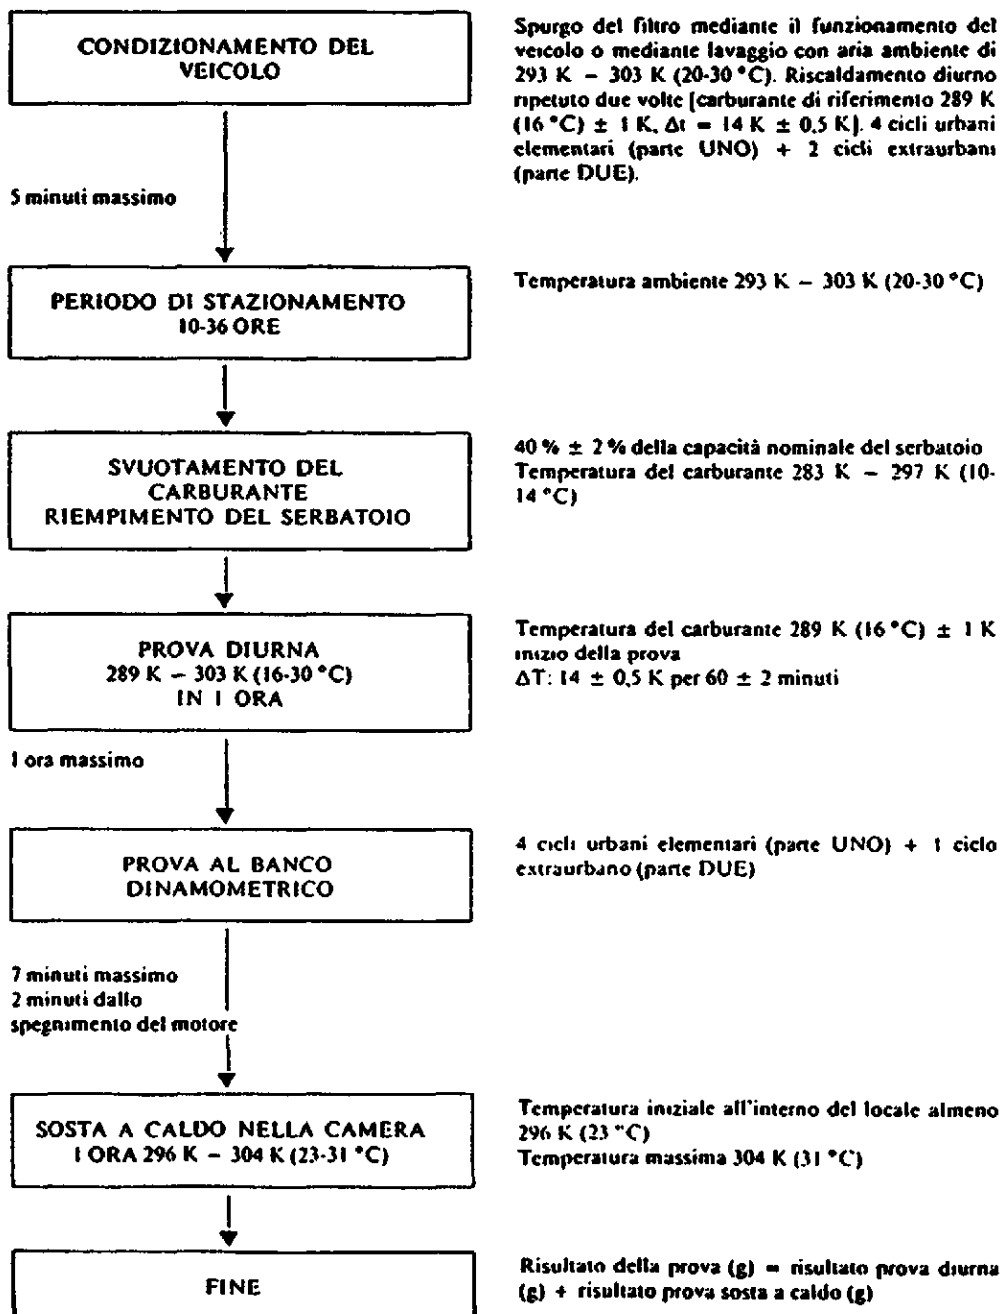 CONDIZIONAMENTO DEL
VEICOLO
Spurgo del filtro mediante il funzionamento del
veicolo o mediante lavaggio con aria ambiente di
293 K – 303 K (20-30 °C). Riscaldamento diurno
ripetuto due volte [carburante di riferimento 289 K
(16 °C) ± 1 K, Δt = 14 K ± 0,5 K]. 4 cicli urbani
elementari (parte UNO) + 2 cicli extraurbani
(parte DUE).
5 minuti massimo
PERIODO DI STAZIONAMENTO
10-36 ORE
Temperatura ambiente 293 K – 303 K (20-30 °C)
SVUOTAMENTO DEL
CARBURANTE
RIEMPIMENTO DEL SERBATOIO
40 % ± 2 % della capacità nominale del serbatoio
Temperatura del carburante 283 K – 297 K (10-
14 °C)
PROVA DIURNA
289 K – 303 K (16-30 °C)
IN 1 ORA
Temperatura del carburante 289 K (16 °C) ± 1 K
inizio della prova
ΔT: 14 ± 0,5 K per 60 ± 2 minuti
1 ora massimo
PROVA AL BANCO
DINAMOMETRICO
4 cicli urbani elementari (parte UNO) + 1 ciclo
extraurbano (parte DUE)
7 minuti massimo
2 minuti dallo
spegnimento del motore
SOSTA A CALDO NELLA CAMERA
1 ORA 296 K – 304 K (23-31 °C)
Temperatura iniziale all'interno del locale almeno
296 K (23 °C)
Temperatura massima 304 K (31 °C)
FINE
Risultato della prova (g) = risultato prova diurna
(g) + risultato prova sosta a caldo (g)